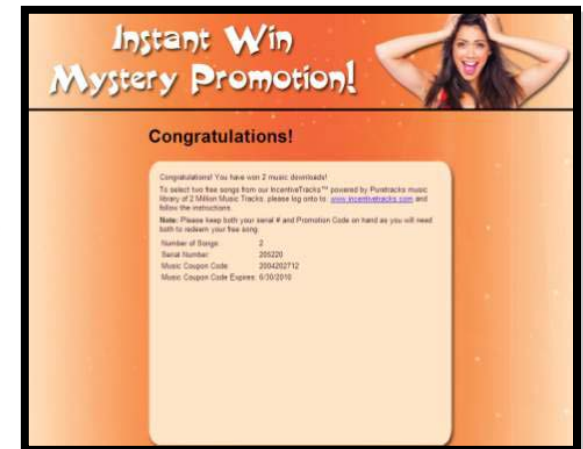 Instant Win
Mystery Promotion!
Congratulations!
Congratulations! You have won 2 music downloads!
To select two free songs from our IncentiveTracks™ powered by Puretracks music
library of 2 Million Music Tracks, please log onto to www.incentivetracks.com and
follow the instructions.
Note: Please keep both your serial # and Promotion Code on hand as you will need
both to redeem your free song.
Number of Songs: 2
Serial Number: 205220
Music Coupon Code: 2004202712
Music Coupon Code Expires: 6/30/2010